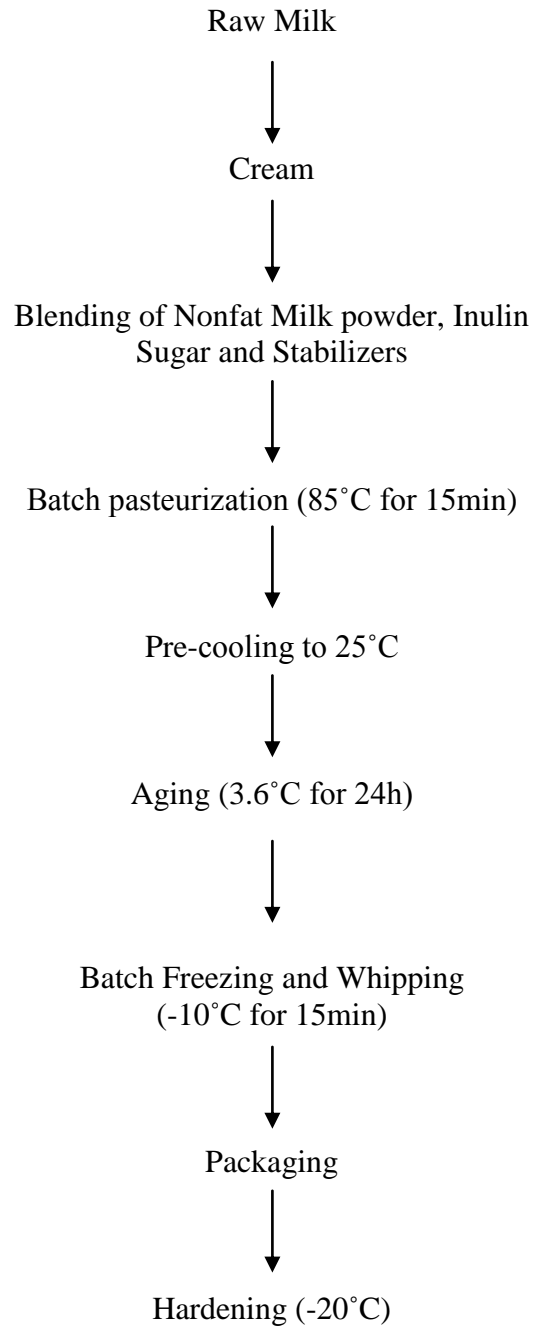 Raw Milk
Cream
Blending of Nonfat Milk powder, Inulin
Sugar and Stabilizers
Batch pasteurization (85˚C for 15min)
Pre-cooling to 25˚C
Aging (3.6˚C for 24h)
Batch Freezing and Whipping
(-10˚C for 15min)
Packaging
Hardening (-20˚C)